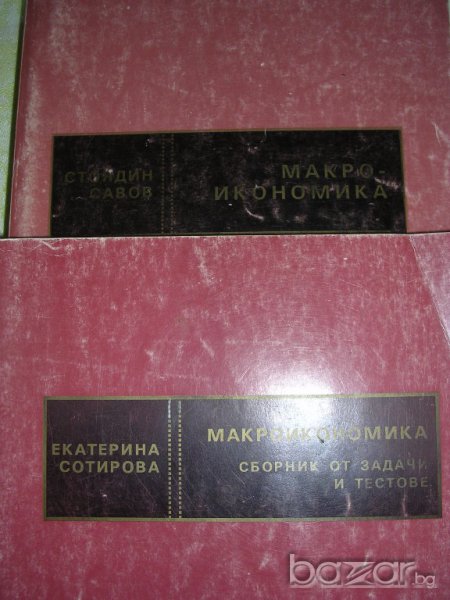 СТОЯДИН
САВОВ
МАКРО-
ИКОНОМИКА
ЕКАТЕРИНА
СОТИРОВА
МАКРОИКОНОМИКА
СБОРНИК ОТ ЗАДАЧИ
И ТЕСТОВЕ
bazar.bg